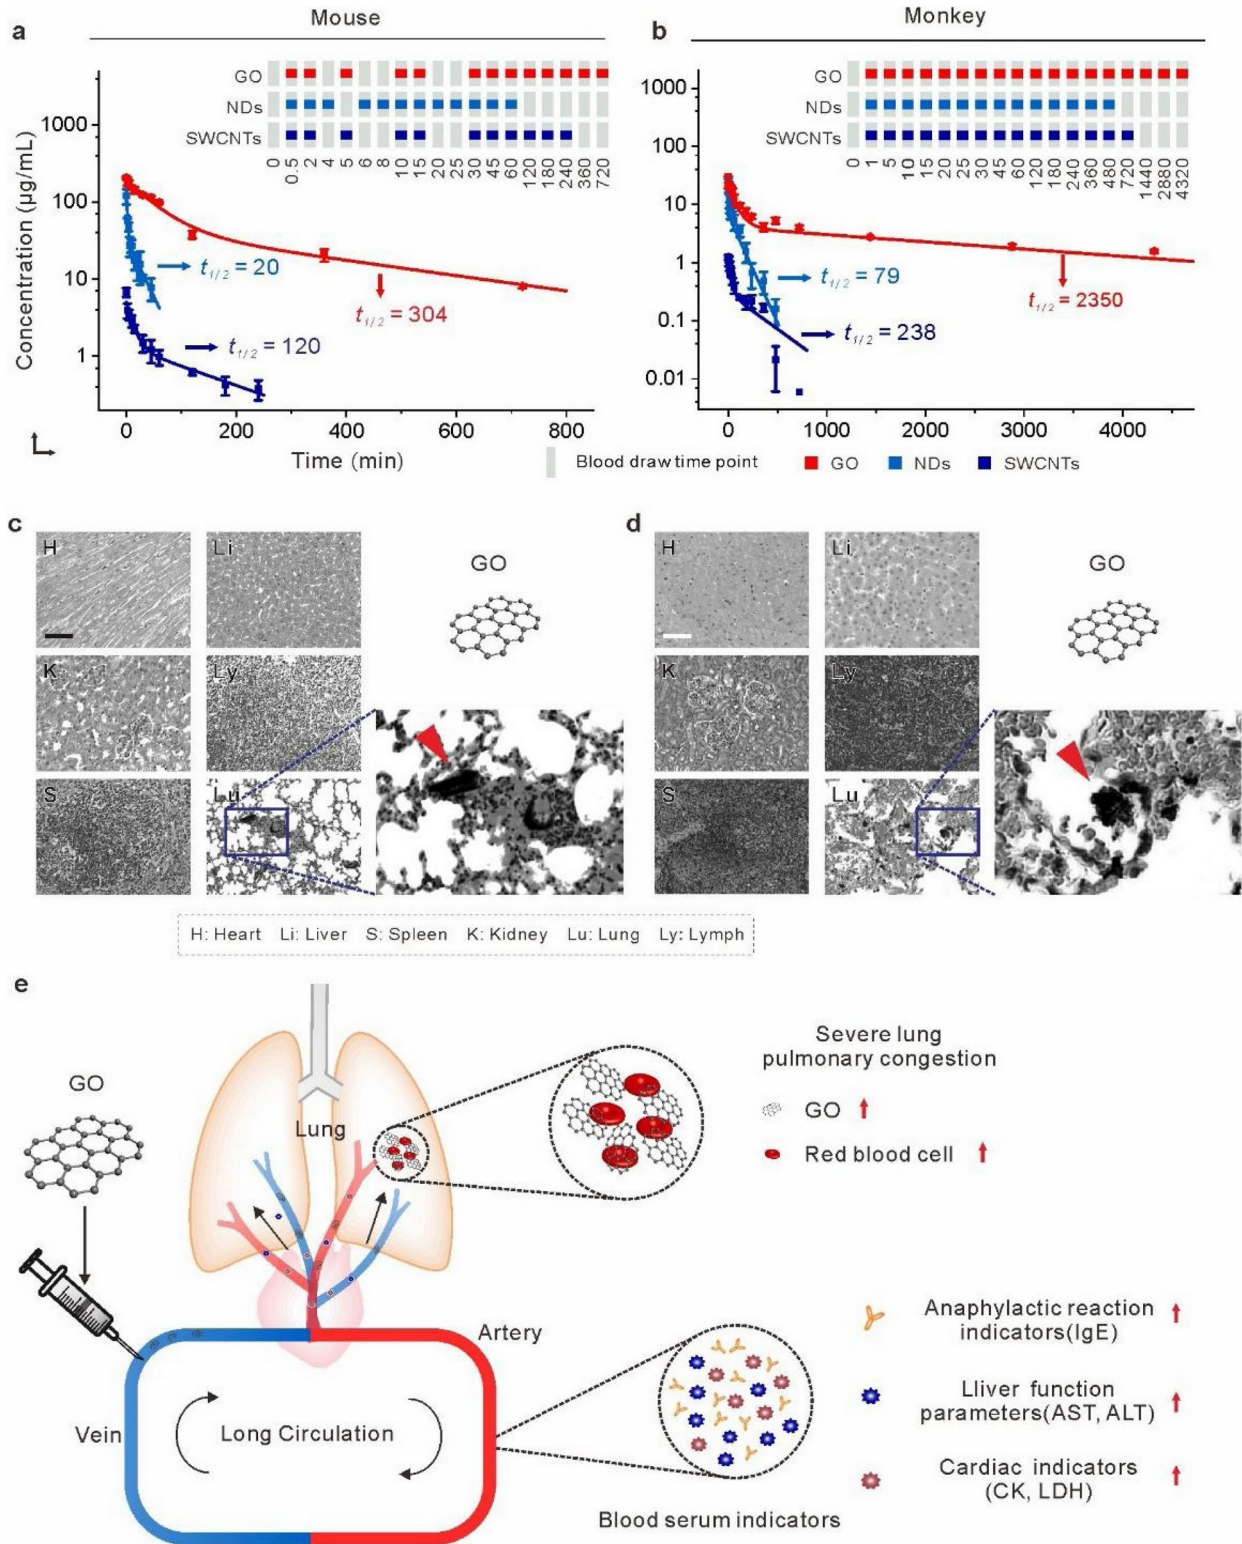 a
Mouse
b
Monkey
GO
NDs
SWCNTs
0 0.5 2 4 5 6 8 10 15 20 25 30 45 60 120 180 240 360 720
1000
100
10
1
Concentration (µg/mL)
t1/2 = 20
t1/2 = 304
t1/2 = 120
0 200 400 600 800
Time (min)
GO
NDs
SWCNTs
0 1 5 10 15 20 25 30 35 45 60 120 180 240 360 480 720 1440 2880 4320
1000
100
10
1
0.1
0.01
t1/2 = 79
t1/2 = 2350
t1/2 = 238
0 1000 2000 3000 4000
Blood draw time point GO NDs SWCNTs
c
H Li
GO
K Ly
S Lu
d
H Li
GO
K Ly
S Lu
H: Heart Li: Liver S: Spleen K: Kidney Lu: Lung Ly: Lymph
e
GO
Lung
Severe lung
pulmonary congestion
GO
Red blood cell
Artery
Vein
Long Circulation
Anaphylactic reaction
indicators(IgE)
Lliver function
parameters(AST, ALT)
Cardiac indicators
(CK, LDH)
Blood serum indicators